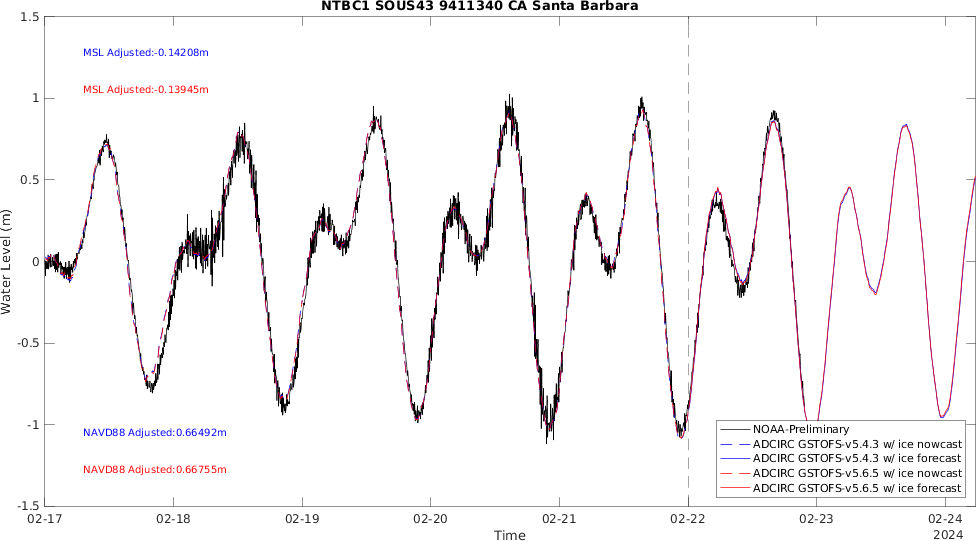 NTBC1 SOUS43 9411340 CA Santa Barbara
1.5
MSL Adjusted:-0.14208m
MSL Adjusted:-0.13945m
1
0.5
0
-0.5
-1
-1.5
Water Level (m)
NAVD88 Adjusted:0.66492m
NAVD88 Adjusted:0.66755m
NOAA-Preliminary
ADCIRC GSTOFS-v5.4.3 w/ ice nowcast
ADCIRC GSTOFS-v5.4.3 w/ ice forecast
ADCIRC GSTOFS-v5.6.5 w/ ice nowcast
ADCIRC GSTOFS-v5.6.5 w/ ice forecast
02-17 02-18 02-19 02-20 02-21 02-22 02-23 02-24
Time
2024